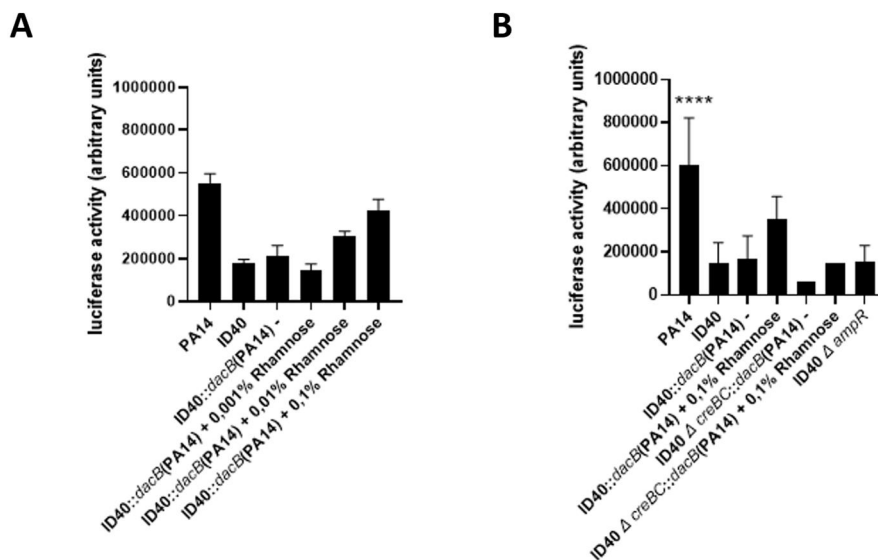 A
luciferase activity (arbitrary units)
1000000
800000
600000
400000
200000
0
PA14
ID40
ID40::dacB(PA14) -
ID40::dacB(PA14) + 0,001% Rhamnose
ID40::dacB(PA14) + 0,01% Rhamnose
ID40::dacB(PA14) + 0,1% Rhamnose
B
luciferase activity (arbitrary units)
1000000
800000
600000
400000
200000
0
****
PA14
ID40
ID40::dacB(PA14) -
ID40::dacB(PA14) + 0,1% Rhamnose
ID40 Δ creBC::dacB(PA14) -
ID40 Δ creBC::dacB(PA14) + 0,1% Rhamnose
ID40 Δ ampR